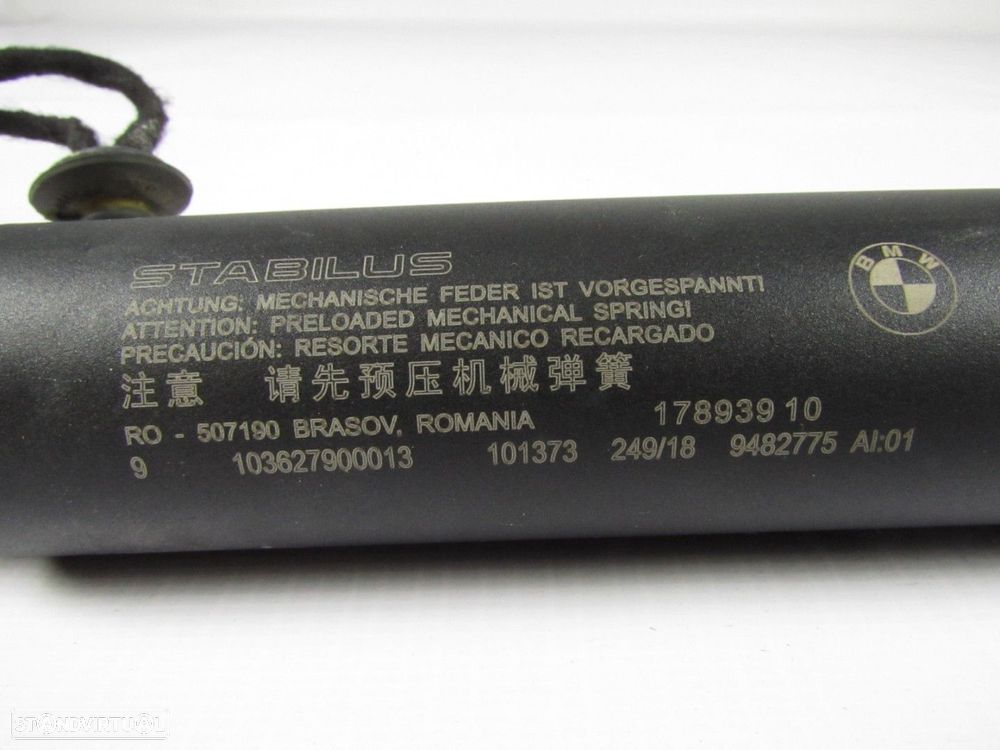 STABILUS
BMW
ACHTUNG: MECHANISCHE FEDER IST VORGESPANNT!
ATTENTION: PRELOADED MECHANICAL SPRING!
PRECAUCIÓN: RESORTE MECANICO RECARGADO
注意 请先预压机械弹簧
RO - 507190 BRASOV, ROMANIA 178939 10
9 103627900013 101373 249/18 9482775 AI:01
STANDVIRTUAL